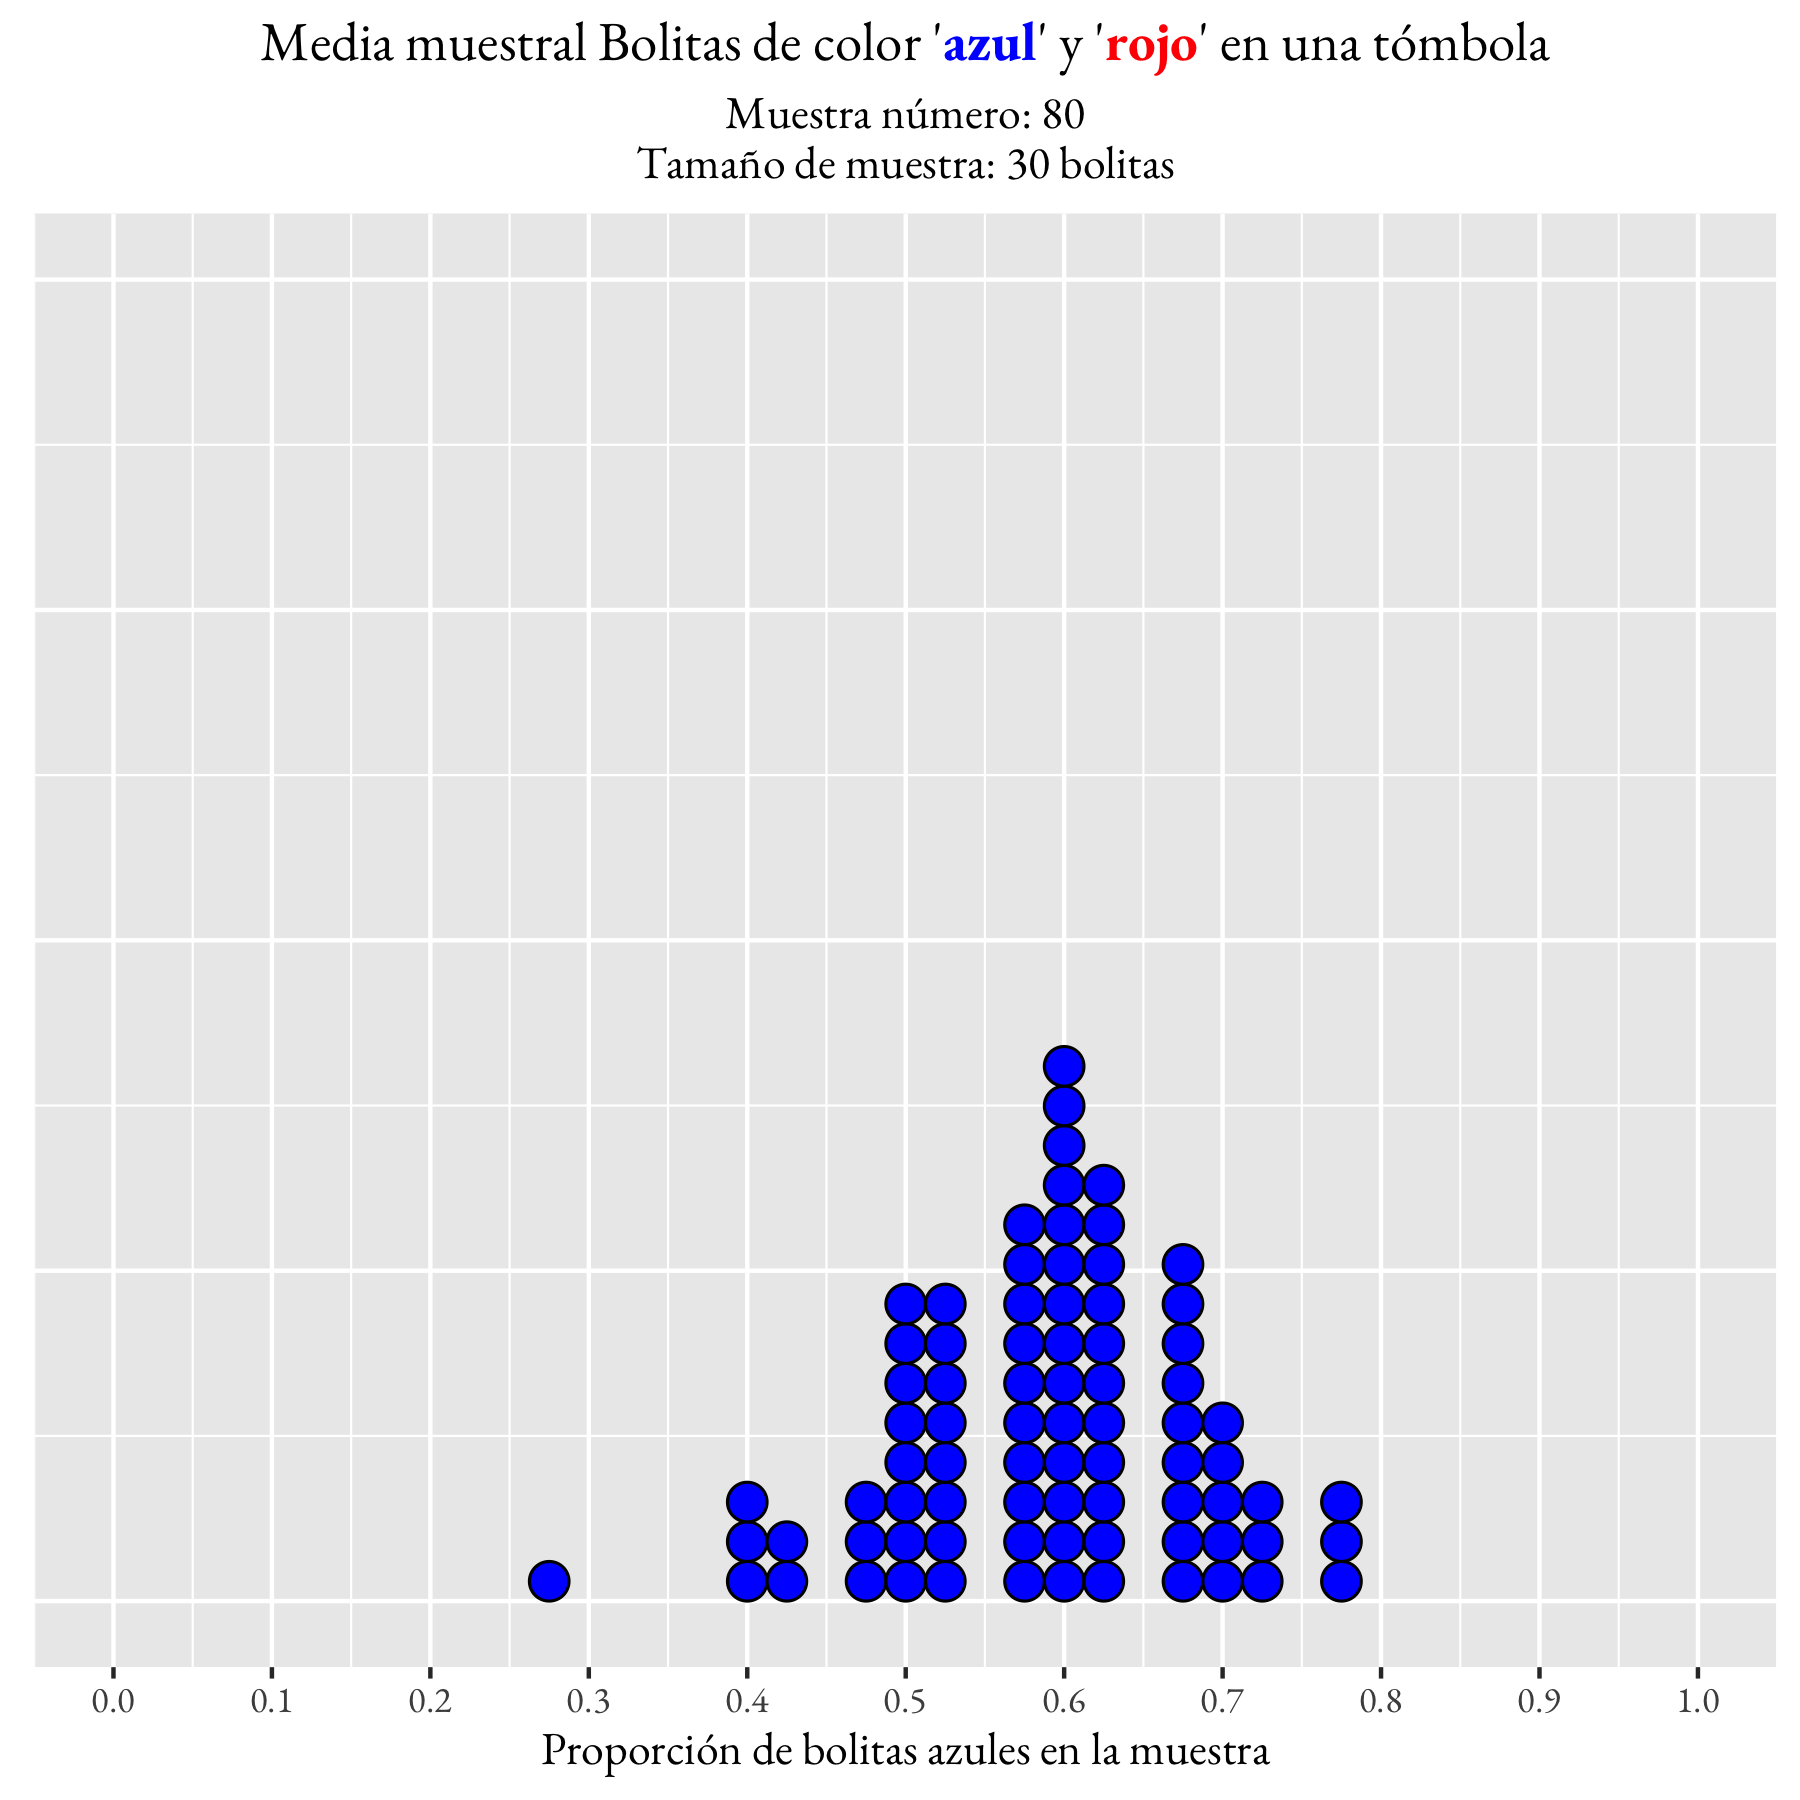 Media muestral Bolitas de color 'azul' y 'rojo' en una tómbola
Muestra número: 80
Tamaño de muestra: 30 bolitas
0.0 0.1 0.2 0.3 0.4 0.5 0.6 0.7 0.8 0.9 1.0
Proporción de bolitas azules en la muestra